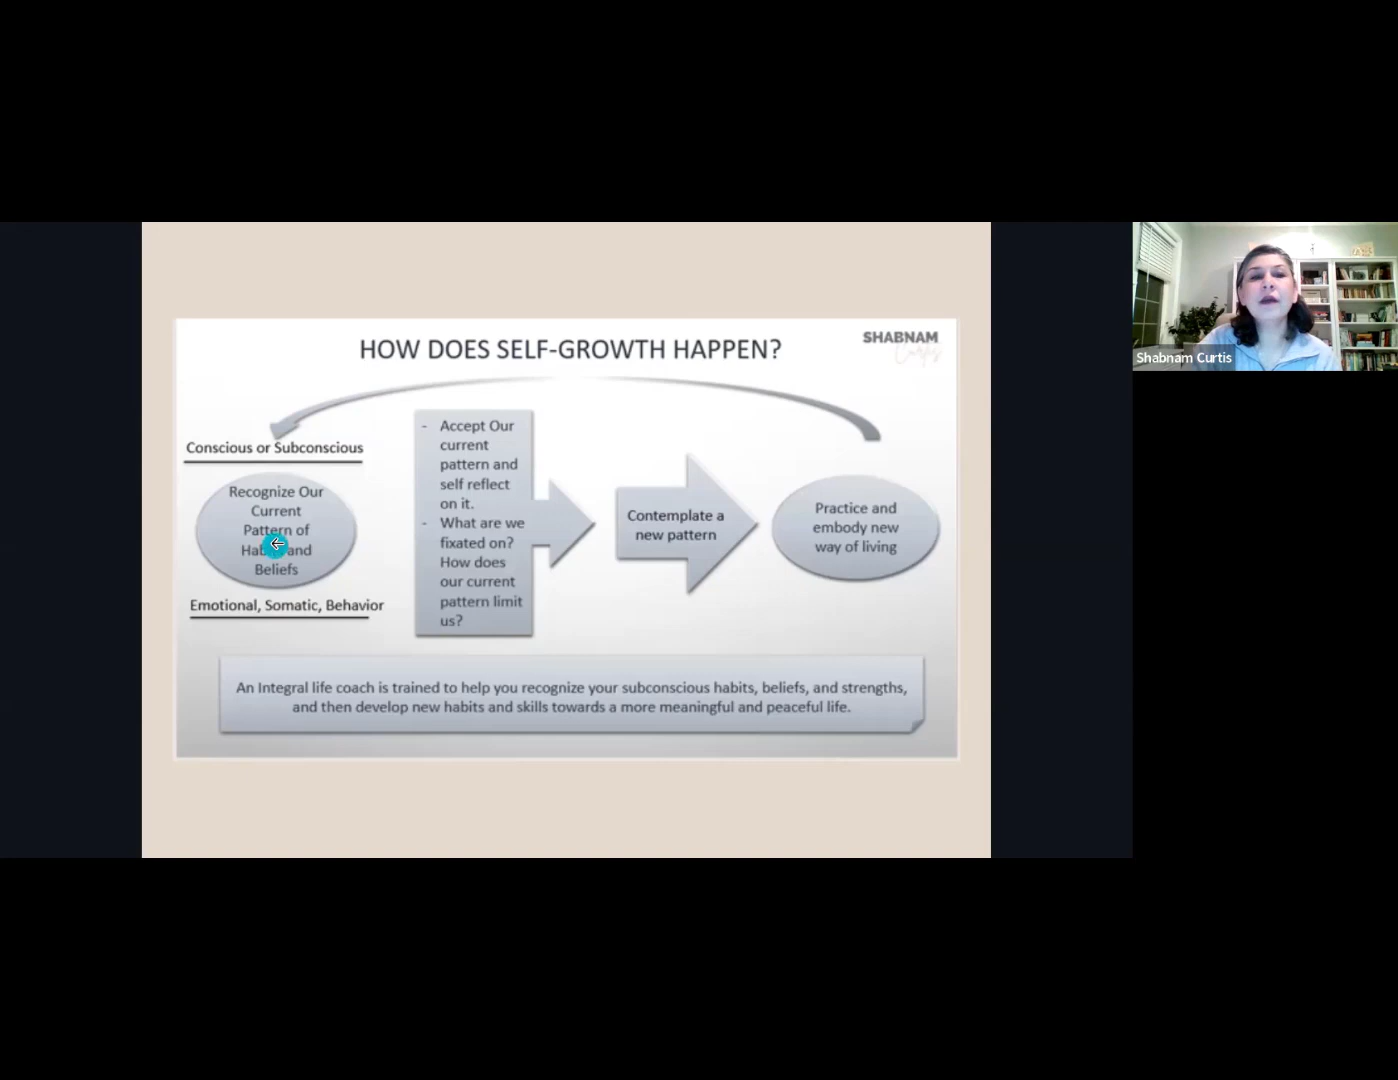 HOW DOES SELF-GROWTH HAPPEN?
SHABNAM
Curtis
Conscious or Subconscious
Recognize Our
Current
Pattern of
and
Beliefs
Emotional, Somatic, Behavior
- Accept Our
current
pattern and
self reflect
on it.
- What are we
fixated on?
How does
our current
pattern limit
us?
Contemplate a
new pattern
Practice and
embody new
way of living
An Integral life coach is trained to help you recognize your subconscious habits, beliefs, and strengths,
and then develop new habits and skills towards a more meaningful and peaceful life.
Shabnam Curtis